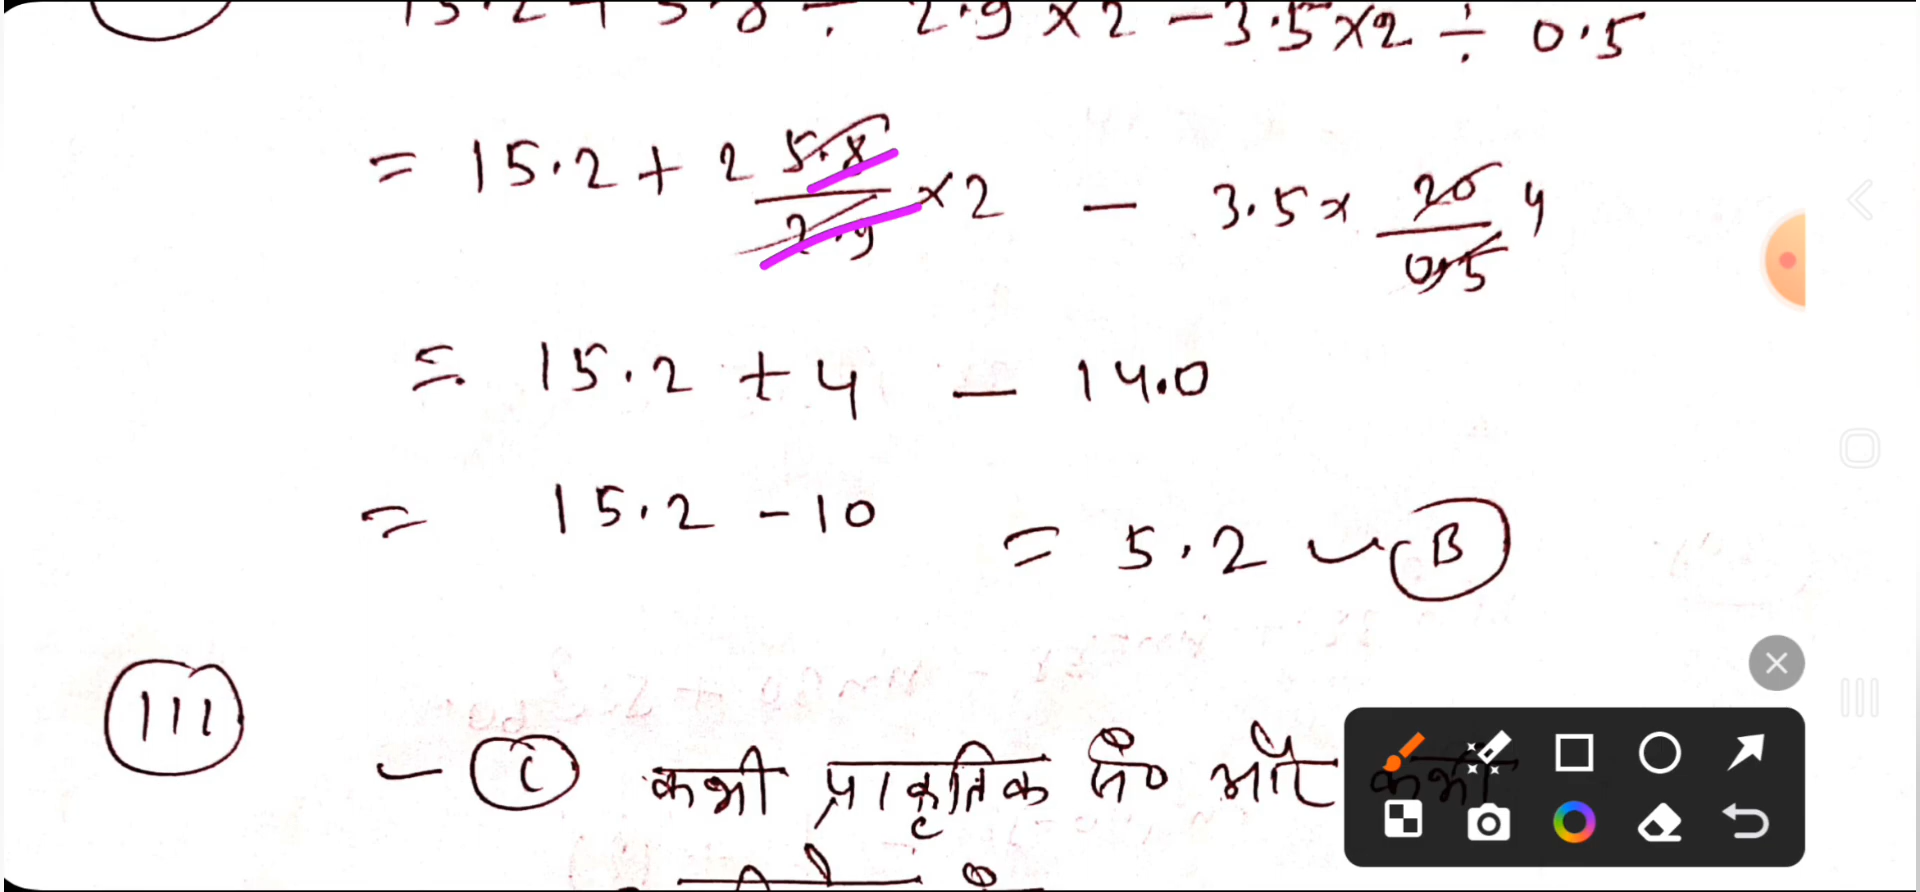 15.2 + 5.8 ÷ 2.9 × 2 - 3.5 × 2 ÷ 0.5
= 15.2 + 2 5.8/2.9 × 2 - 3.5 × 20/0.5 4
= 15.2 + 4 - 14.0
= 15.2 - 10 = 5.2 B
III
- C कभी प्राकृतिक सं० और कभी